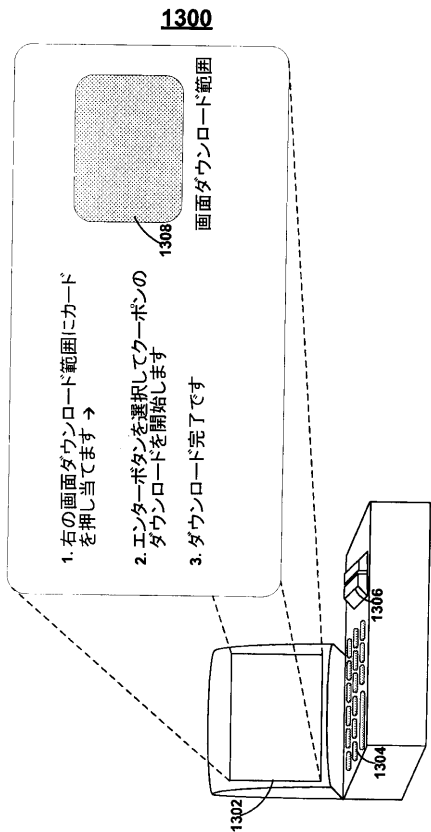 1300
1. 右の画面ダウンロード範囲にカード
を押し当てます →
2. エンターボタンを選択してクーポンの
ダウンロードを開始します
3. ダウンロード完了です
1308
画面ダウンロード範囲
1302
1304
1306